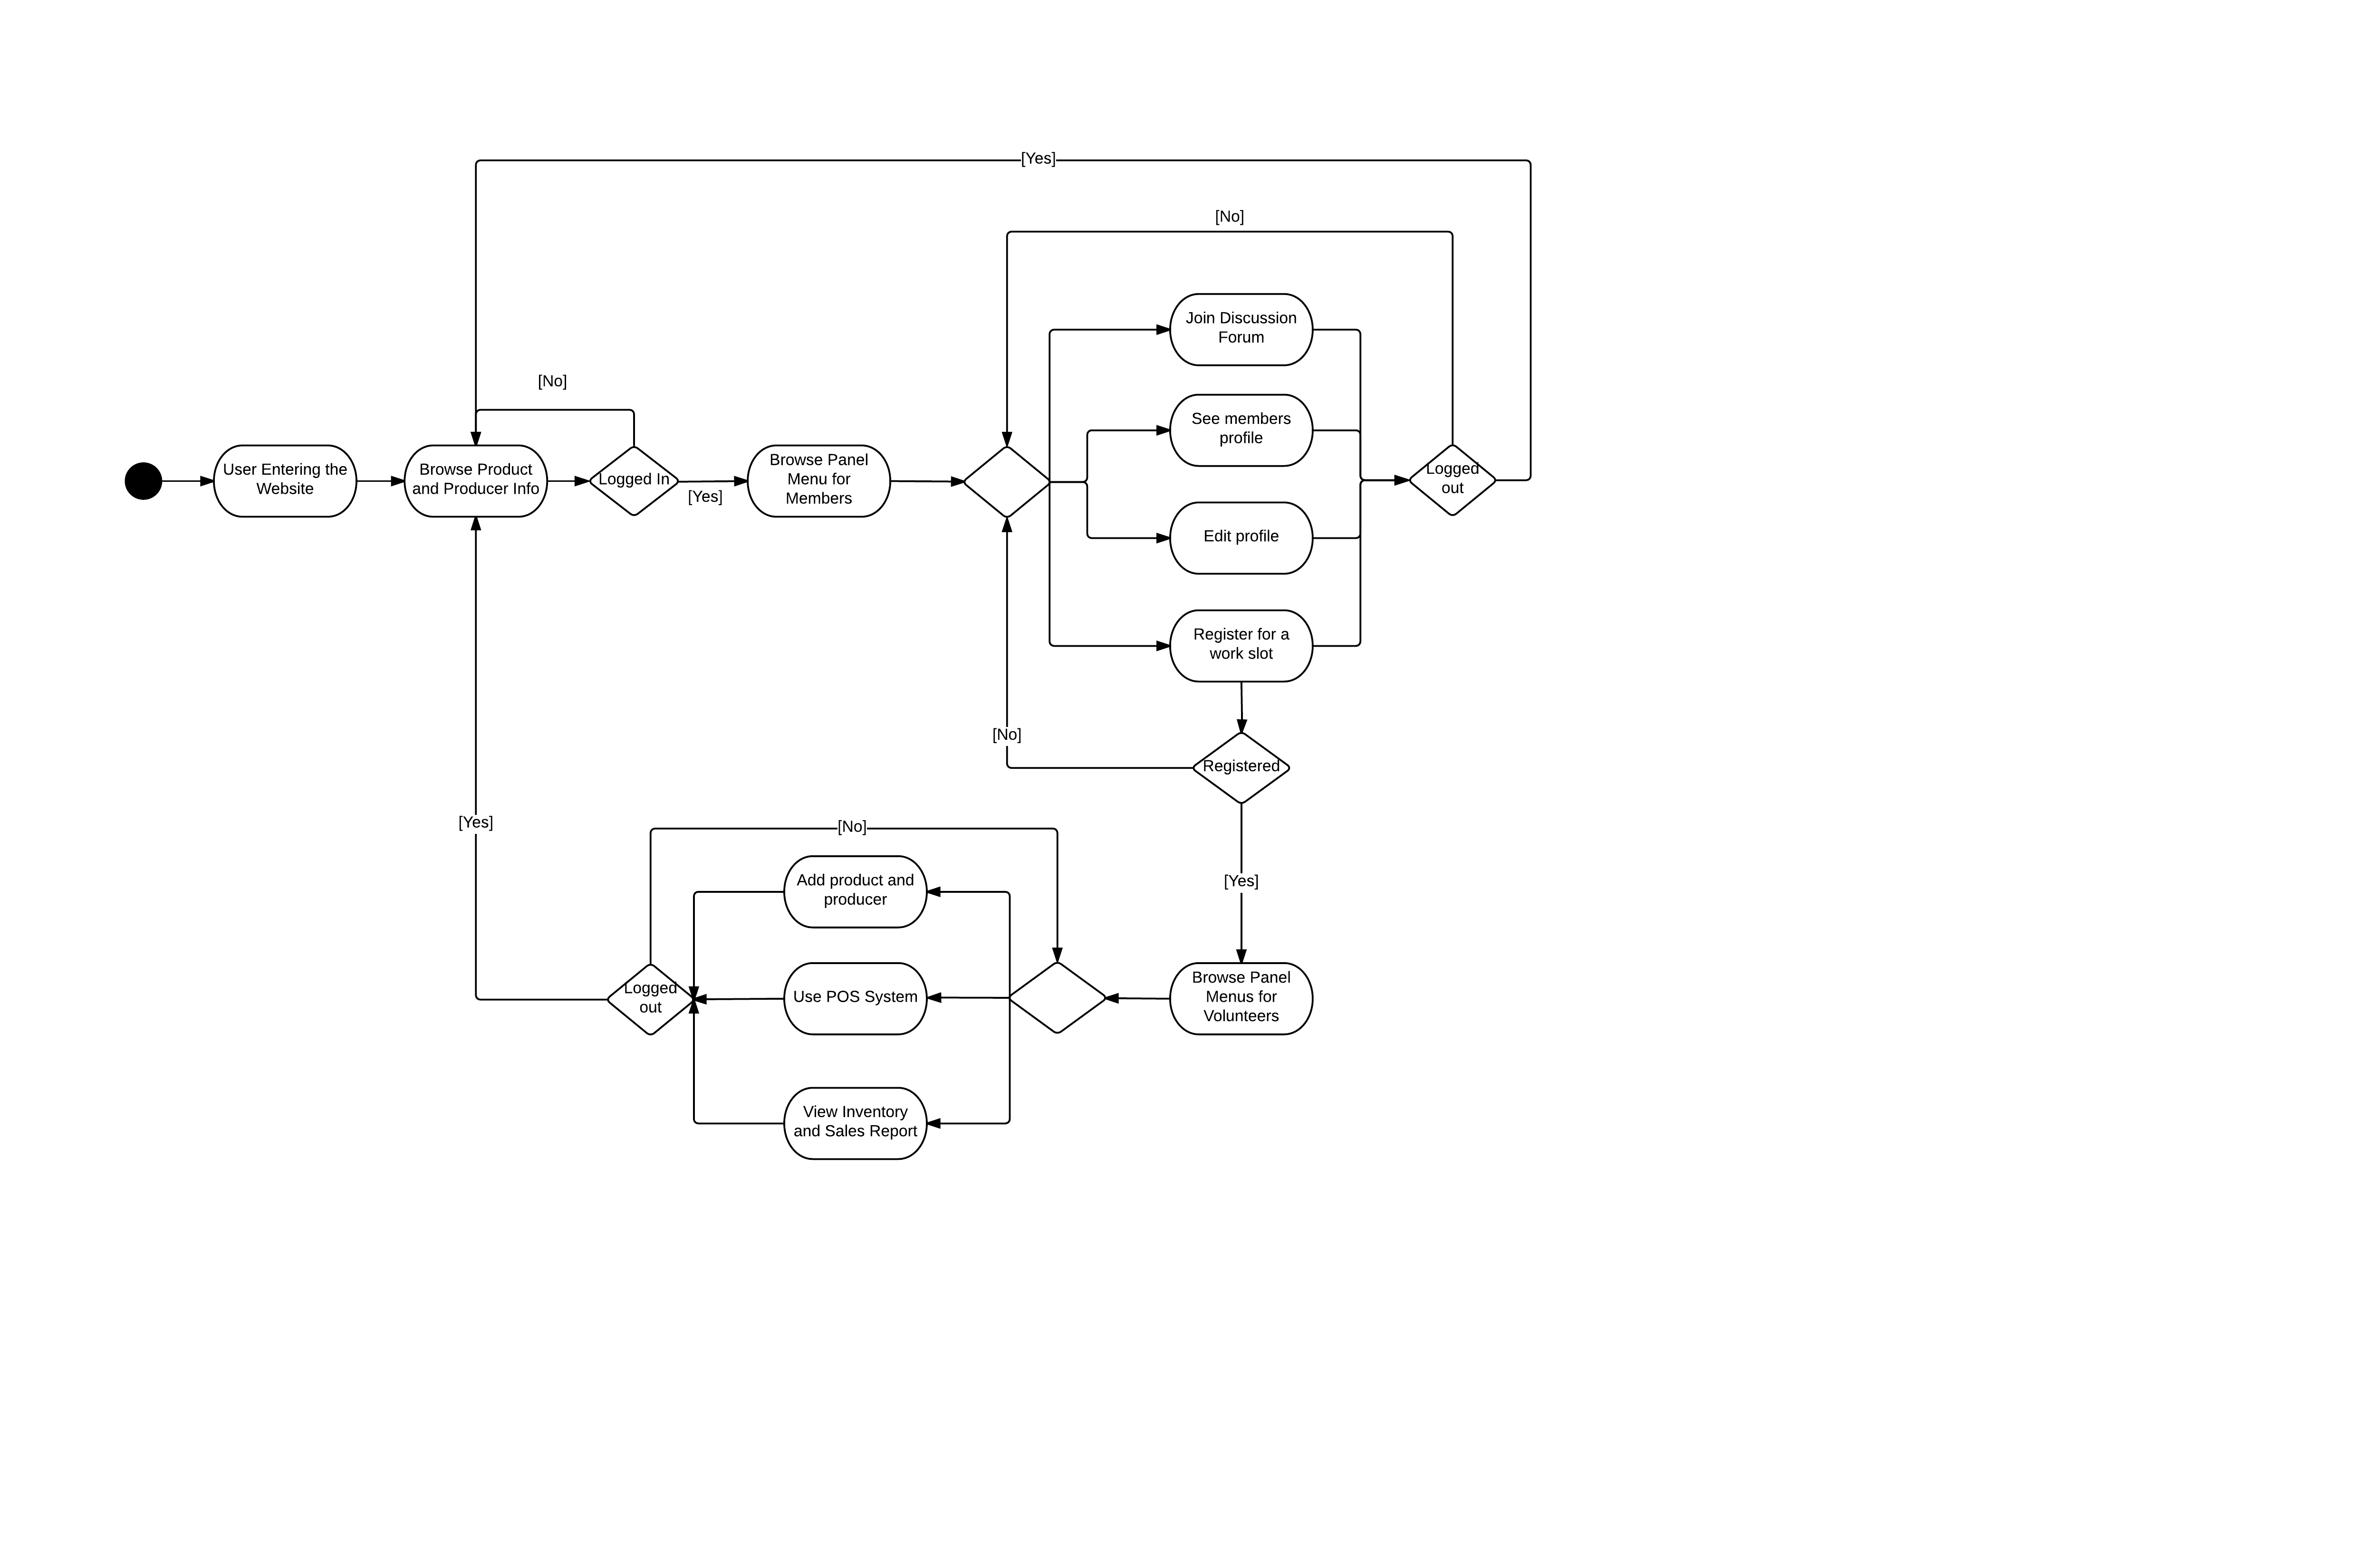 [Yes]
[No]
Join Discussion
Forum
[No]
See members
profile
User Entering the
Website
Browse Product
and Producer Info
Logged In
[Yes]
Browse Panel
Menu for
Members
Logged
out
Edit profile
Register for a
work slot
[No]
Registered
[Yes]
[No]
Add product and
producer
[Yes]
Logged
out
Use POS System
Browse Panel
Menus for
Volunteers
View Inventory
and Sales Report